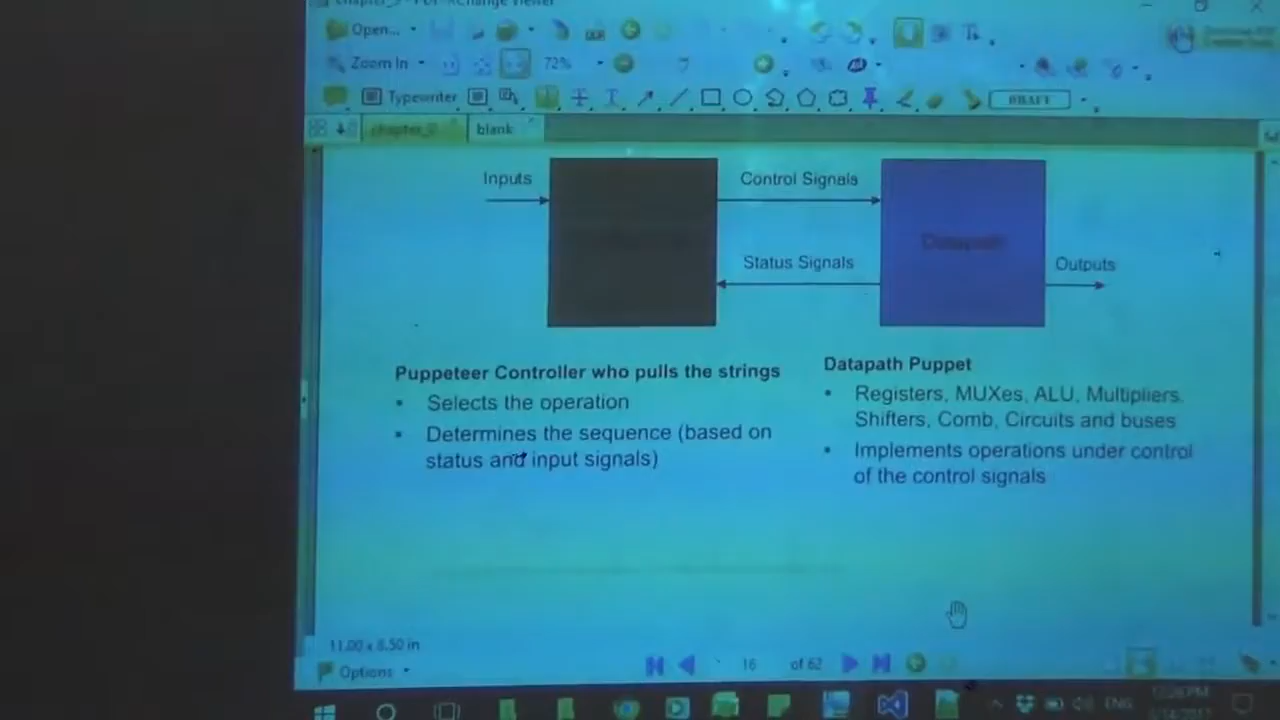 Open...
Zoom In
72%
Typewriter
DRAFT
blank
Inputs
Control Signals
Datapath
Status Signals
Outputs
Puppeteer Controller who pulls the strings
• Selects the operation
• Determines the sequence (based on
status and input signals)
Datapath Puppet
• Registers, MUXes, ALU, Multipliers,
Shifters, Comb, Circuits and buses
• Implements operations under control
of the control signals
11.00 x 8.50 in
16 of 62
Options
ENG